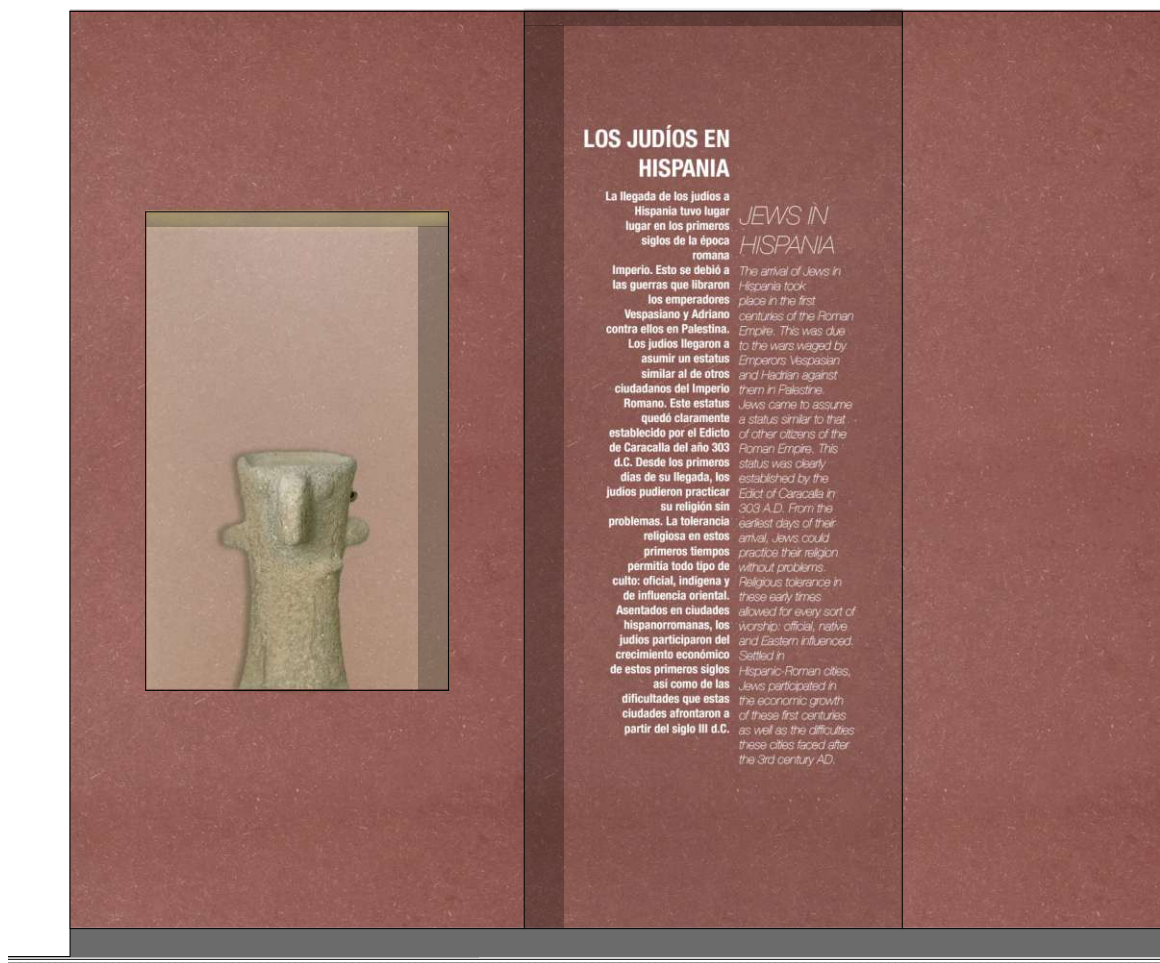 LOS JUDÍOS EN
HISPANIA
La llegada de los judíos a
Hispania tuvo lugar
lugar en los primeros
siglos de la época
romana
Imperio. Esto se debió a
las guerras que libraron
los emperadores
Vespasiano y Adriano
contra ellos en Palestina.
Los judíos llegaron a
asumir un estatus
similar al de otros
ciudadanos del Imperio
Romano. Este estatus
quedó claramente
establecido por el Edicto
de Caracalla del año 303
d.C. Desde los primeros
días de su llegada, los
judíos pudieron practicar
su religión sin
problemas. La tolerancia
religiosa en estos
primeros tiempos
permitía todo tipo de
culto: oficial, indígena y
de influencia oriental.
Asentados en ciudades
hispanorromanas, los
judíos participaron del
crecimiento económico
de estos primeros siglos
así como de las
dificultades que estas
ciudades afrontaron a
partir del siglo III d.C.
JEWS IN
HISPANIA
The arrival of Jews in
Hispania took
place in the first
centuries of the Roman
Empire. This was due
to the wars waged by
Emperors Vespasian
and Hadrian against
them in Palestine.
Jews came to assume
a status similar to that
of other citizens of the
Roman Empire. This
status was clearly
established by the
Edict of Caracalla in
303 A.D. From the
earliest days of their
arrival, Jews could
practice their religion
without problems.
Religious tolerance in
these early times
allowed for every sort of
worship: official, native
and Eastern influenced.
Settled in
Hispanic-Roman cities,
Jews participated in
the economic growth
of these first centuries
as well as the difficulties
these cities faced after
the 3rd century AD.